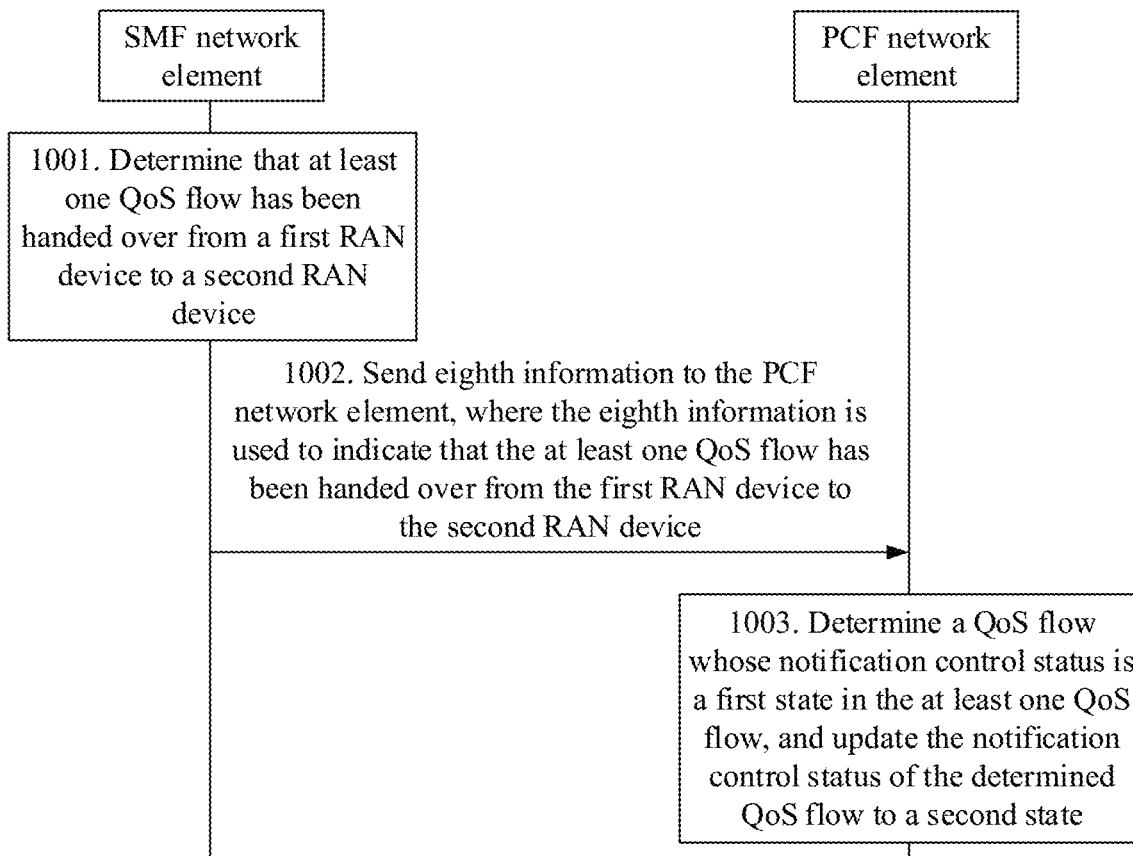 SMF network
element
PCF network
element
1001. Determine that at least
one QoS flow has been
handed over from a first RAN
device to a second RAN
device
1002. Send eighth information to the PCF
network element, where the eighth information is
used to indicate that the at least one QoS flow has
been handed over from the first RAN device to
the second RAN device
1003. Determine a QoS flow
whose notification control status is
a first state in the at least one QoS
flow, and update the notification
control status of the determined
QoS flow to a second state